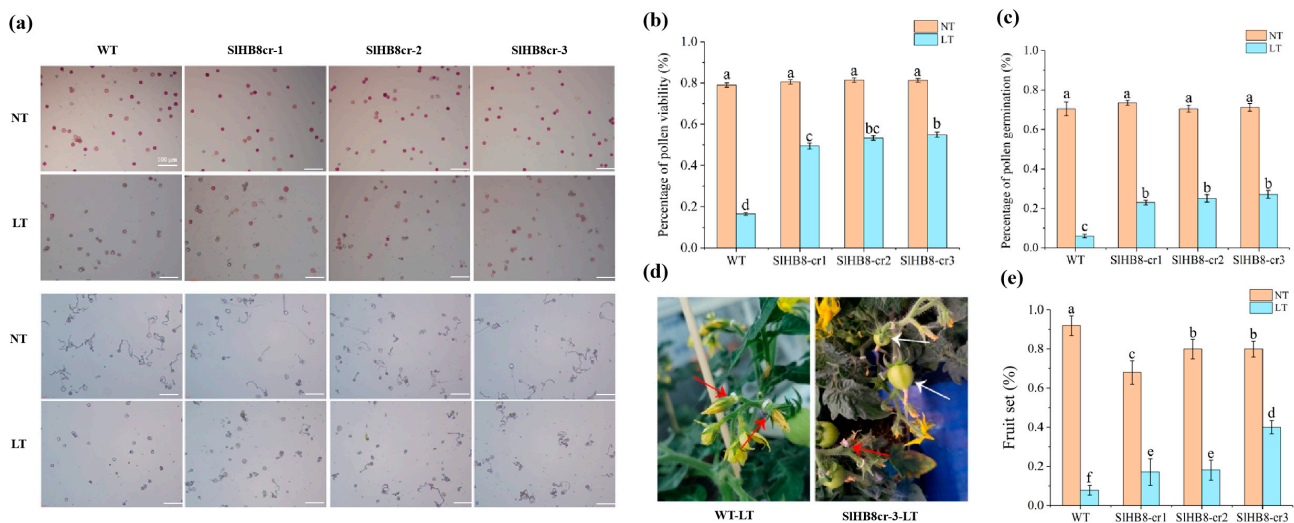 (a)
WT SlHB8cr-1 SlHB8cr-2 SlHB8cr-3
NT
100 μm
LT
NT
LT
(b)
NT
LT
Percentage of pollen viability (%)
1.0
0.8
0.6
0.4
0.2
0.0
a a a a
d c bc b
WT SlHB8-cr1 SlHB8-cr2 SlHB8-cr3
(c)
NT
LT
Percentage of pollen germination (%)
1.0
0.8
0.6
0.4
0.2
0.0
a a a a
c b b b
WT SlHB8-cr1 SlHB8-cr2 SlHB8-cr3
(d)
WT-LT SlHB8cr-3-LT
(e)
NT
LT
Fruit set (%)
1.0
0.8
0.6
0.4
0.2
0.0
a c b b
f e e d
WT SlHB8-cr1 SlHB8-cr2 SlHB8-cr3